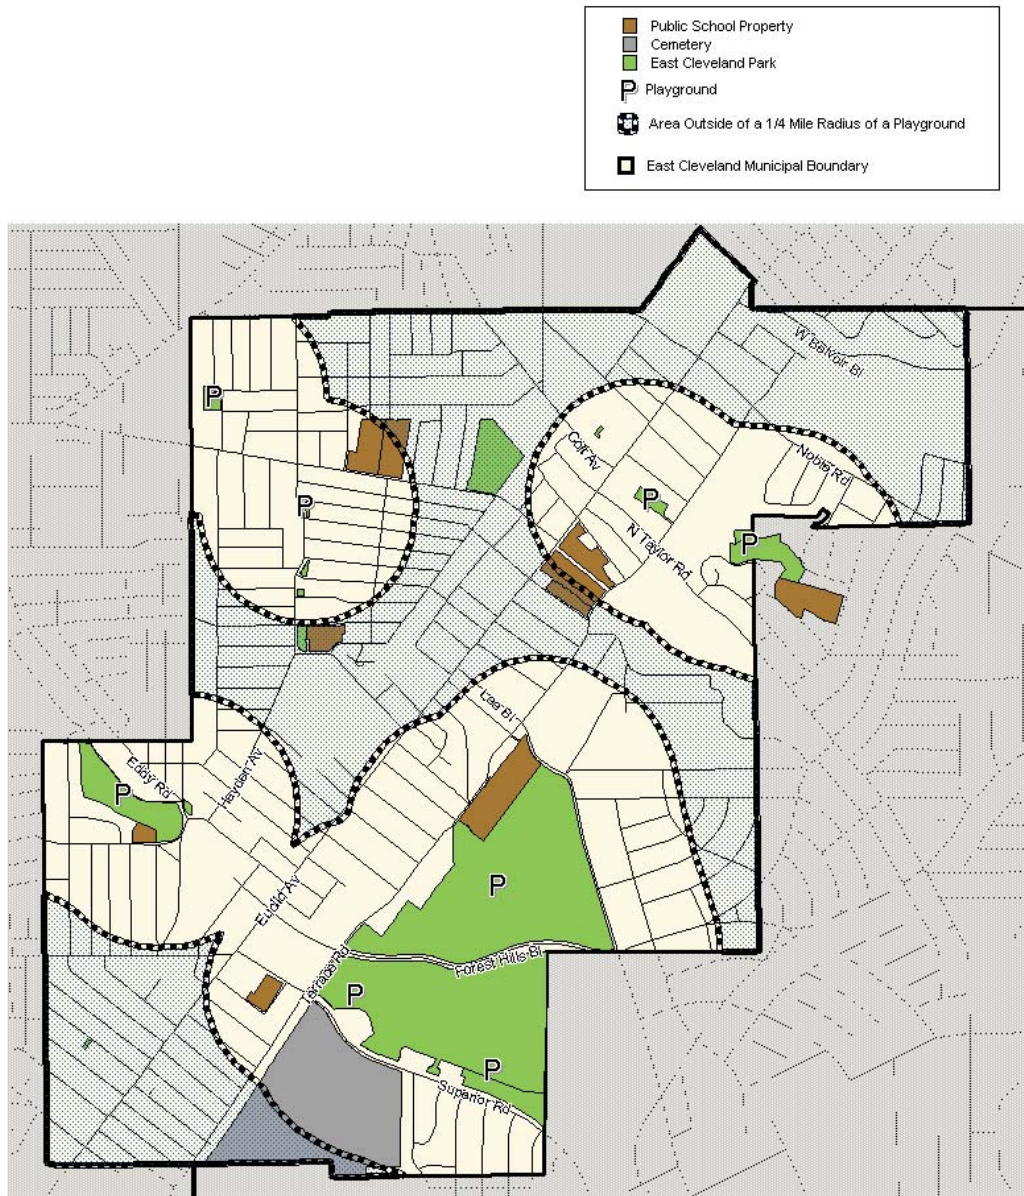 Public School Property
Cemetery
East Cleveland Park
P Playground
Area Outside of a 1/4 Mile Radius of a Playground
East Cleveland Municipal Boundary
W Belvoir Bl
P
Colt Av
Noble Rd
P
P
N Taylor Rd
P
Lee Bl
Eddy Rd
Hayden Av
P
P
Euclid Av
Terrace Rd
Forest Hills Bl
P
P
Superior Rd